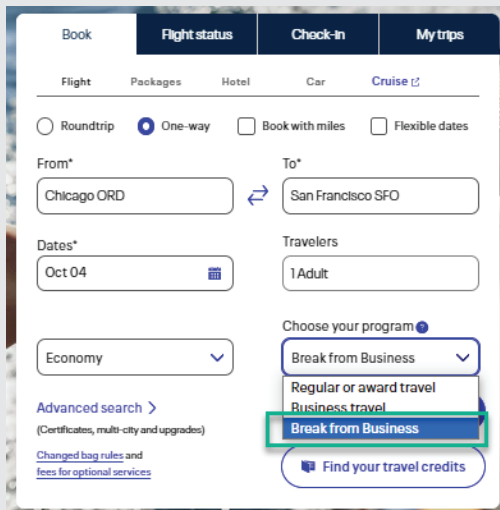 Book Flight status Check-in My trips
Flight Packages Hotel Car Cruise
Roundtrip One-way Book with miles Flexible dates
From* To*
Chicago ORD San Francisco SFO
Dates* Travelers
Oct 04 1 Adult
Choose your program ?
Economy Break from Business
Regular or award travel
Business travel
Advanced search
Break from Business
(Certificates, multi-city and upgrades)
Changed bag rules and
fees for optional services
Find your travel credits